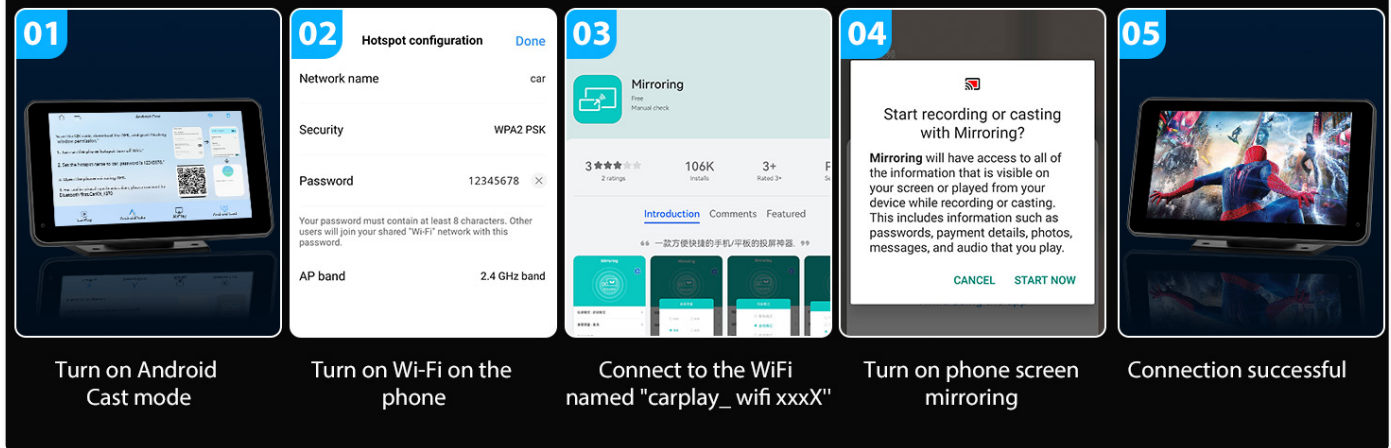 01
Android Cast
02
Hotspot configuration
Done
Network name
car
Security
WPA2 PSK
Password
12345678
Your password must contain at least 8 characters. Other
users will join your shared "Wi-Fi" network with this
password.
AP band
2.4 GHz band
03
Mirroring
Free
Manual check
3
2 ratings
106K
Installs
3+
Rated 3+
Introduction
Comments
Featured
一款方便快捷的手机/平板的投屏神器.
Mirroring
04
Start recording or casting
with Mirroring?
Mirroring will have access to all of
the information that is visible on
your screen or played from your
device while recording or casting.
This includes information such as
passwords, payment details, photos,
messages, and audio that you play.
CANCEL
START NOW
05
Turn on Android
Cast mode
Turn on Wi-Fi on the
phone
Connect to the WiFi
named "carplay_ wifi xxxX"
Turn on phone screen
mirroring
Connection successful